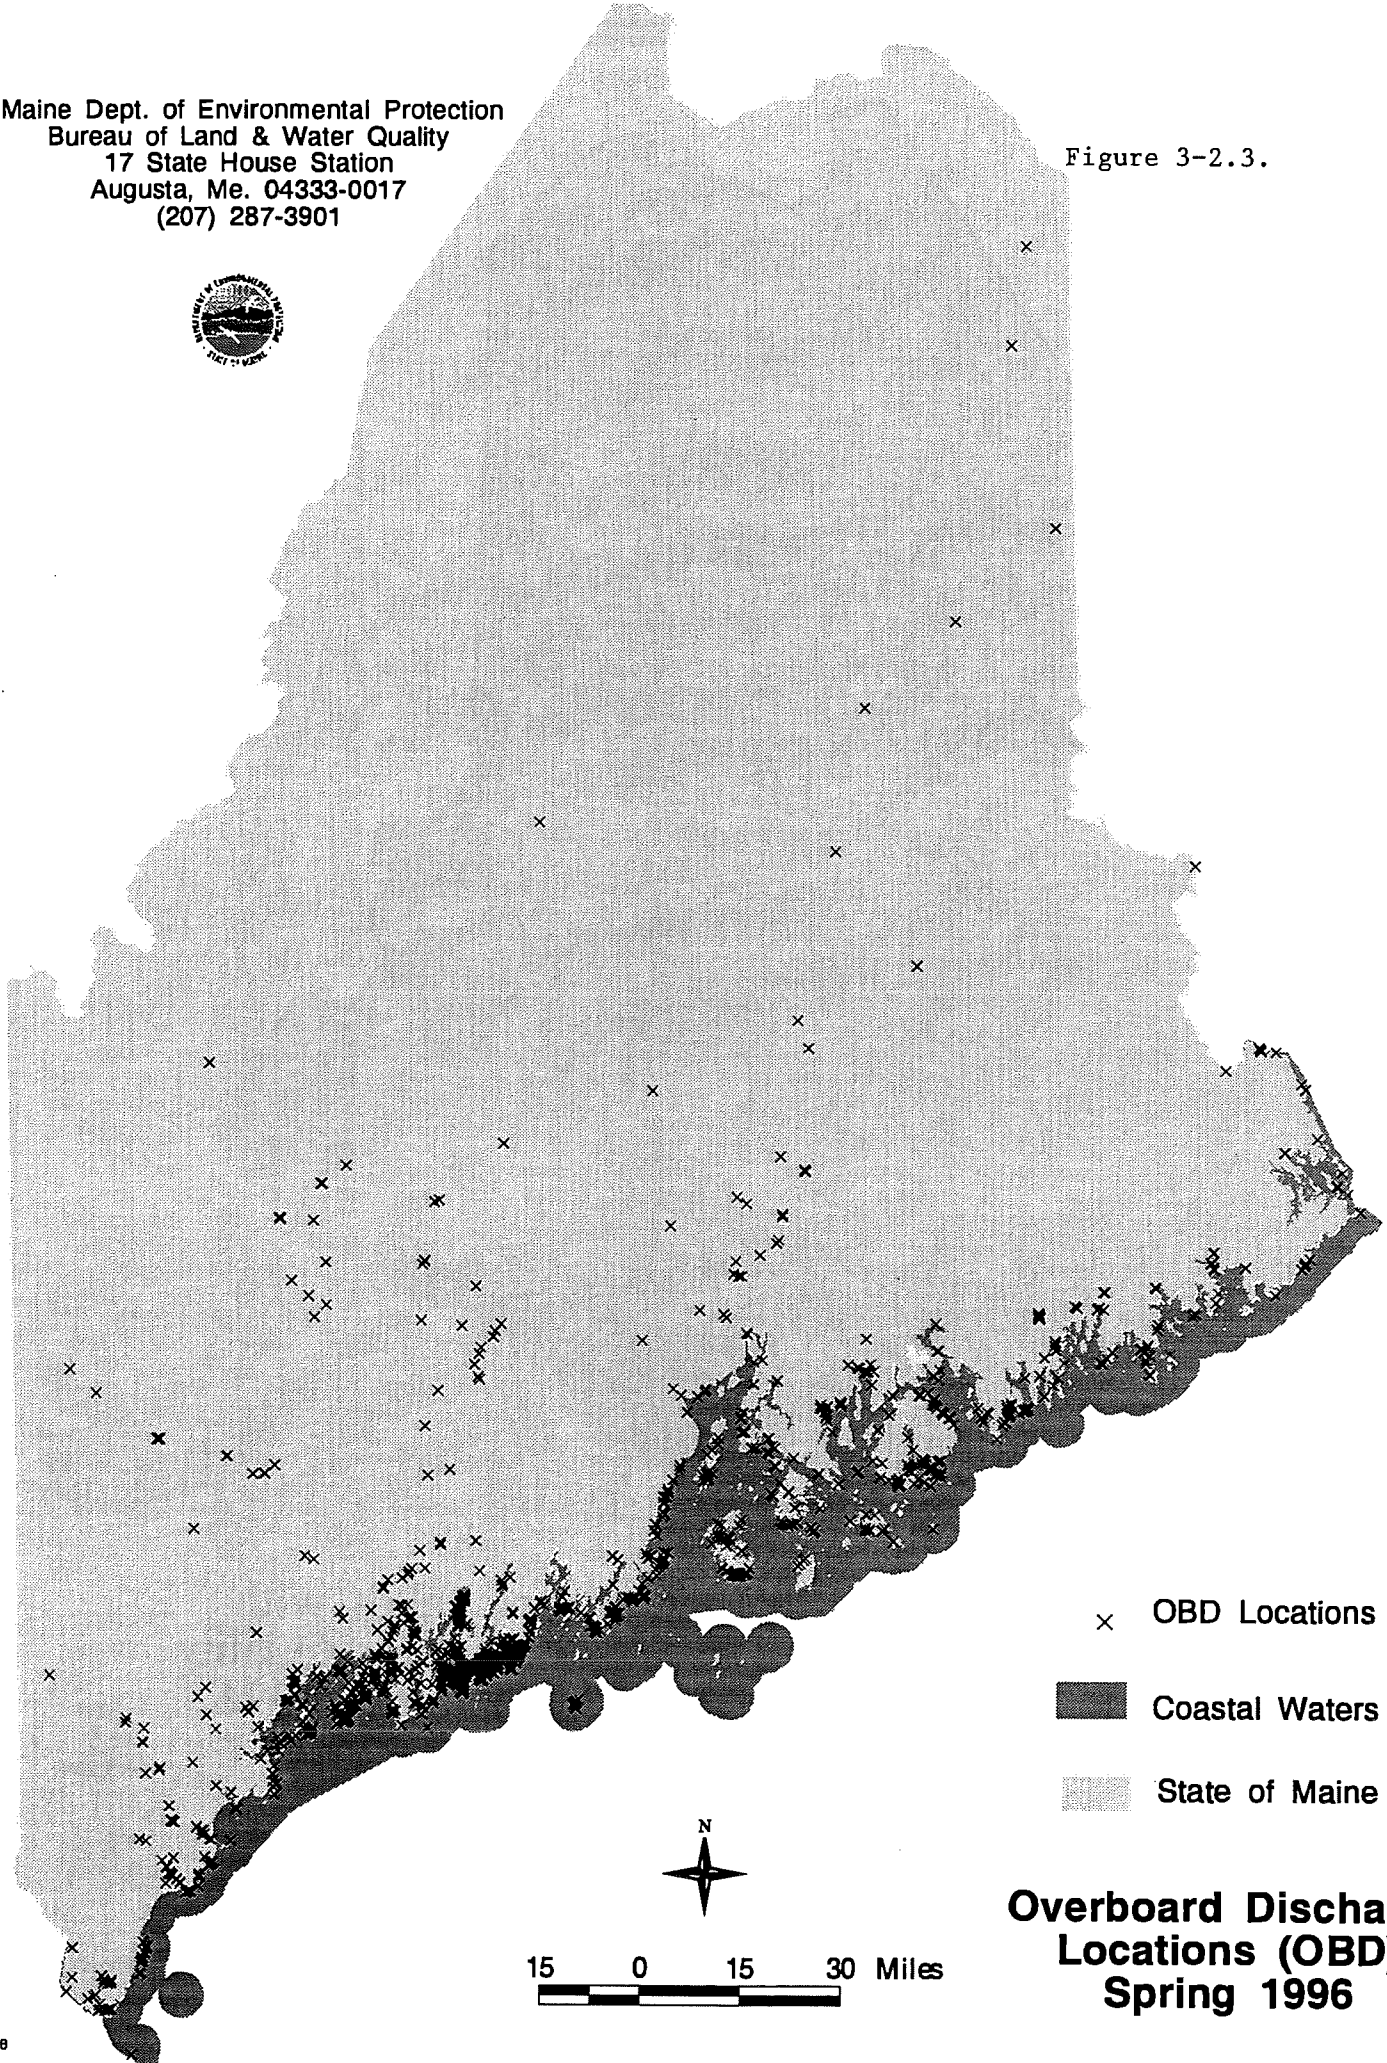 Maine Dept. of Environmental Protection
Bureau of Land & Water Quality
17 State House Station
Augusta, Me. 04333-0017
(207) 287-3901
Figure 3-2.3.
OBD Locations
Coastal Waters
State of Maine
N
15 0 15 30 Miles
Overboard Discha
Locations (OBD)
Spring 1996